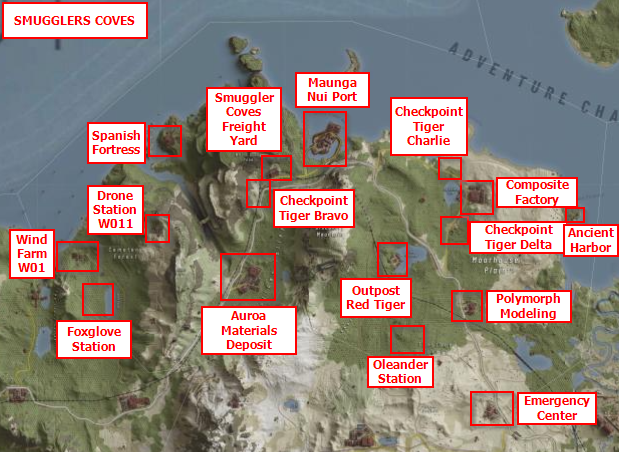 SMUGGLERS COVES
ADVENTURE CHA
Maunga
Nui Port
Smuggler
Coves
Freight
Yard
Checkpoint
Tiger
Charlie
Spanish
Fortress
Composite
Factory
Drone
Station
W011
Checkpoint
Tiger Bravo
Checkpoint
Tiger Delta
Ancient
Harbor
Wind
Farm
W01
Outpost
Red Tiger
Polymorph
Modeling
Foxglove
Station
Auroa
Materials
Deposit
Oleander
Station
Emergency
Center